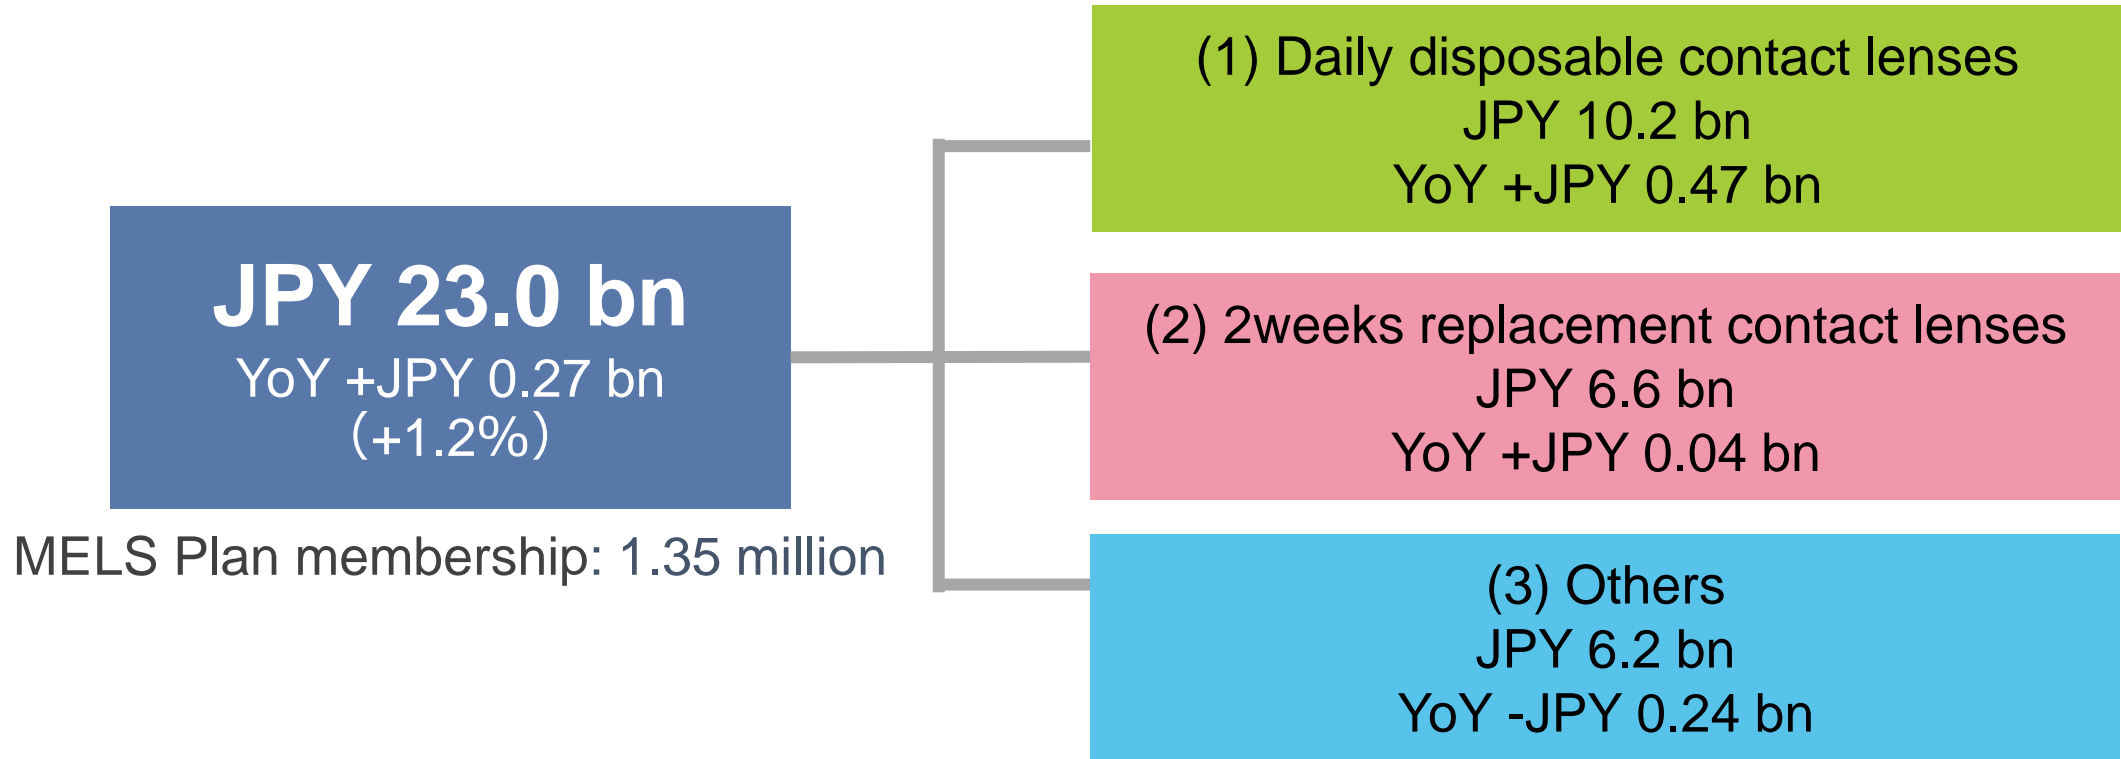 JPY 23.0 bn
YoY +JPY 0.27 bn
（+1.2%）
MELS Plan membership: 1.35 million
(1) Daily disposable contact lenses
JPY 10.2 bn
YoY +JPY 0.47 bn
(2) 2weeks replacement contact lenses
JPY 6.6 bn
YoY +JPY 0.04 bn
(3) Others
JPY 6.2 bn
YoY -JPY 0.24 bn